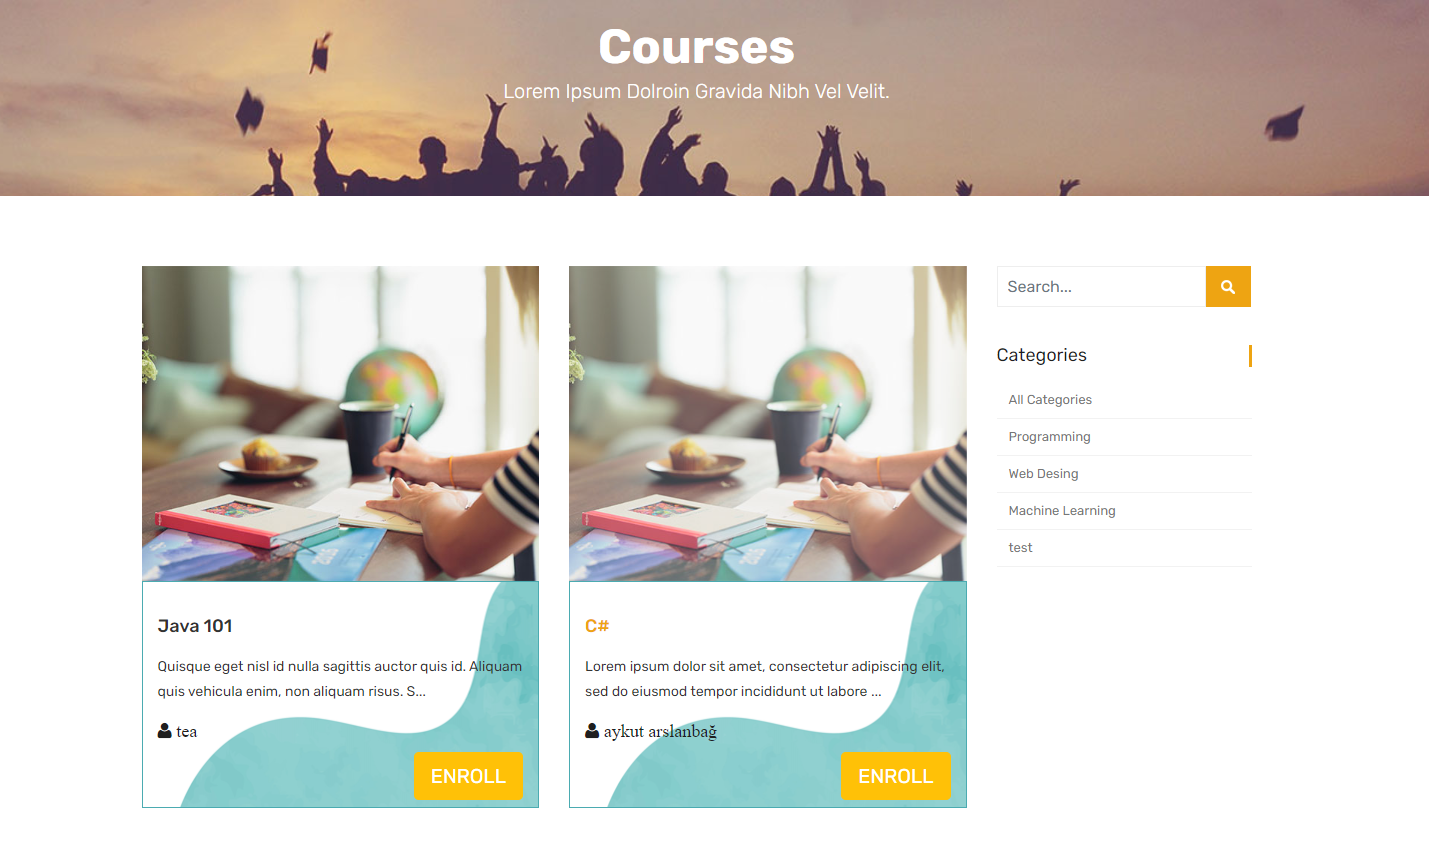 Courses
Lorem Ipsum Dolroin Gravida Nibh Vel Velit.
Java 101
Quisque eget nisl id nulla sagittis auctor quis id. Aliquam
quis vehicula enim, non aliquam risus. S...
tea
ENROLL
C#
Lorem ipsum dolor sit amet, consectetur adipiscing elit,
sed do eiusmod tempor incididunt ut labore ...
aykut arslanbağ
ENROLL
Search...
Categories
All Categories
Programming
Web Desing
Machine Learning
test